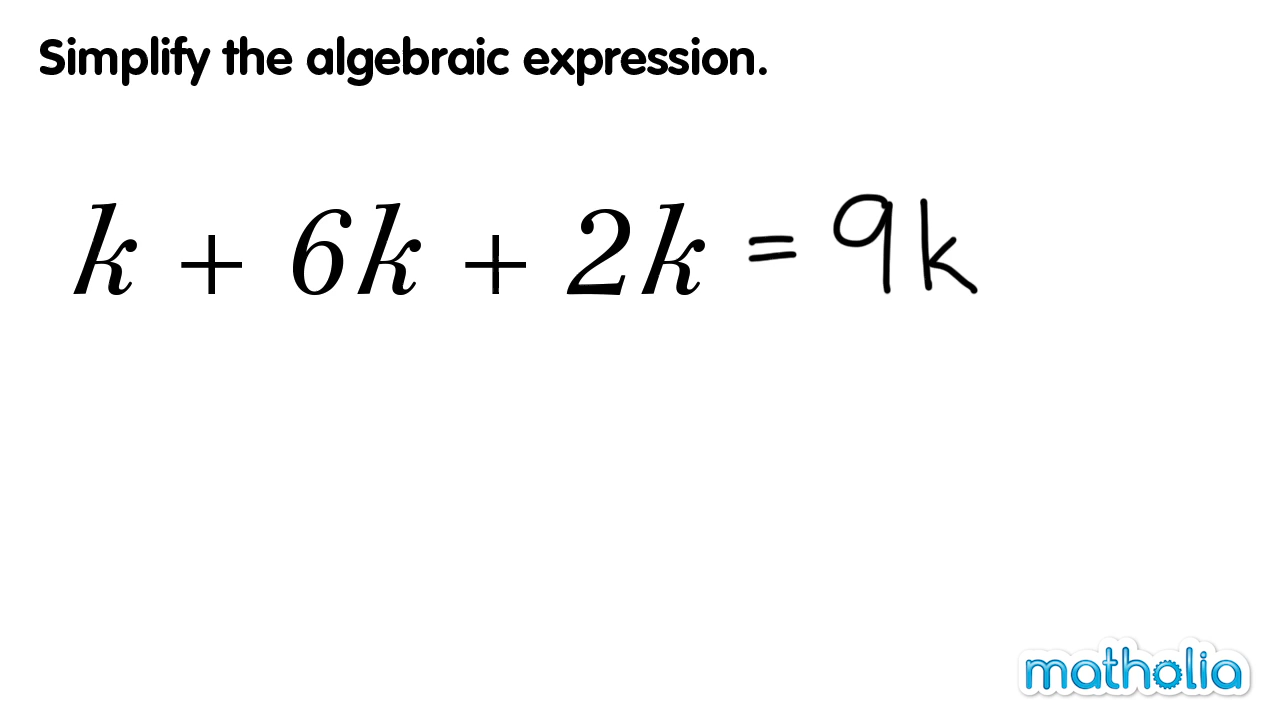 Simplify the algebraic expression.
k + 6k + 2k = 9k
matholia